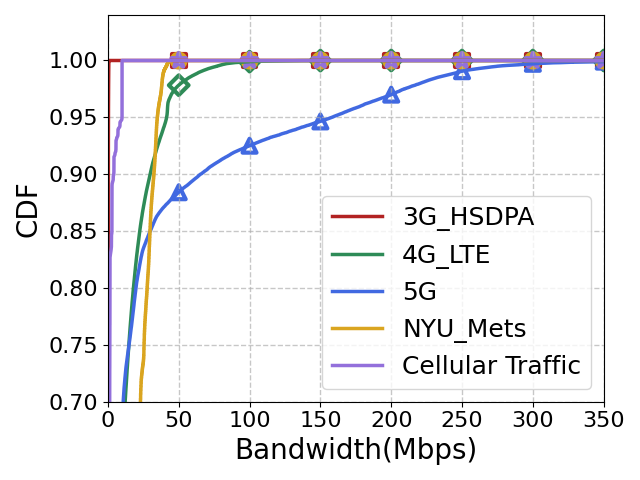 CDF
1.00
0.95
0.90
0.85
0.80
0.75
0.70
3G_HSDPA
4G_LTE
5G
NYU_Mets
Cellular Traffic
0 50 100 150 200 250 300 350
Bandwidth(Mbps)